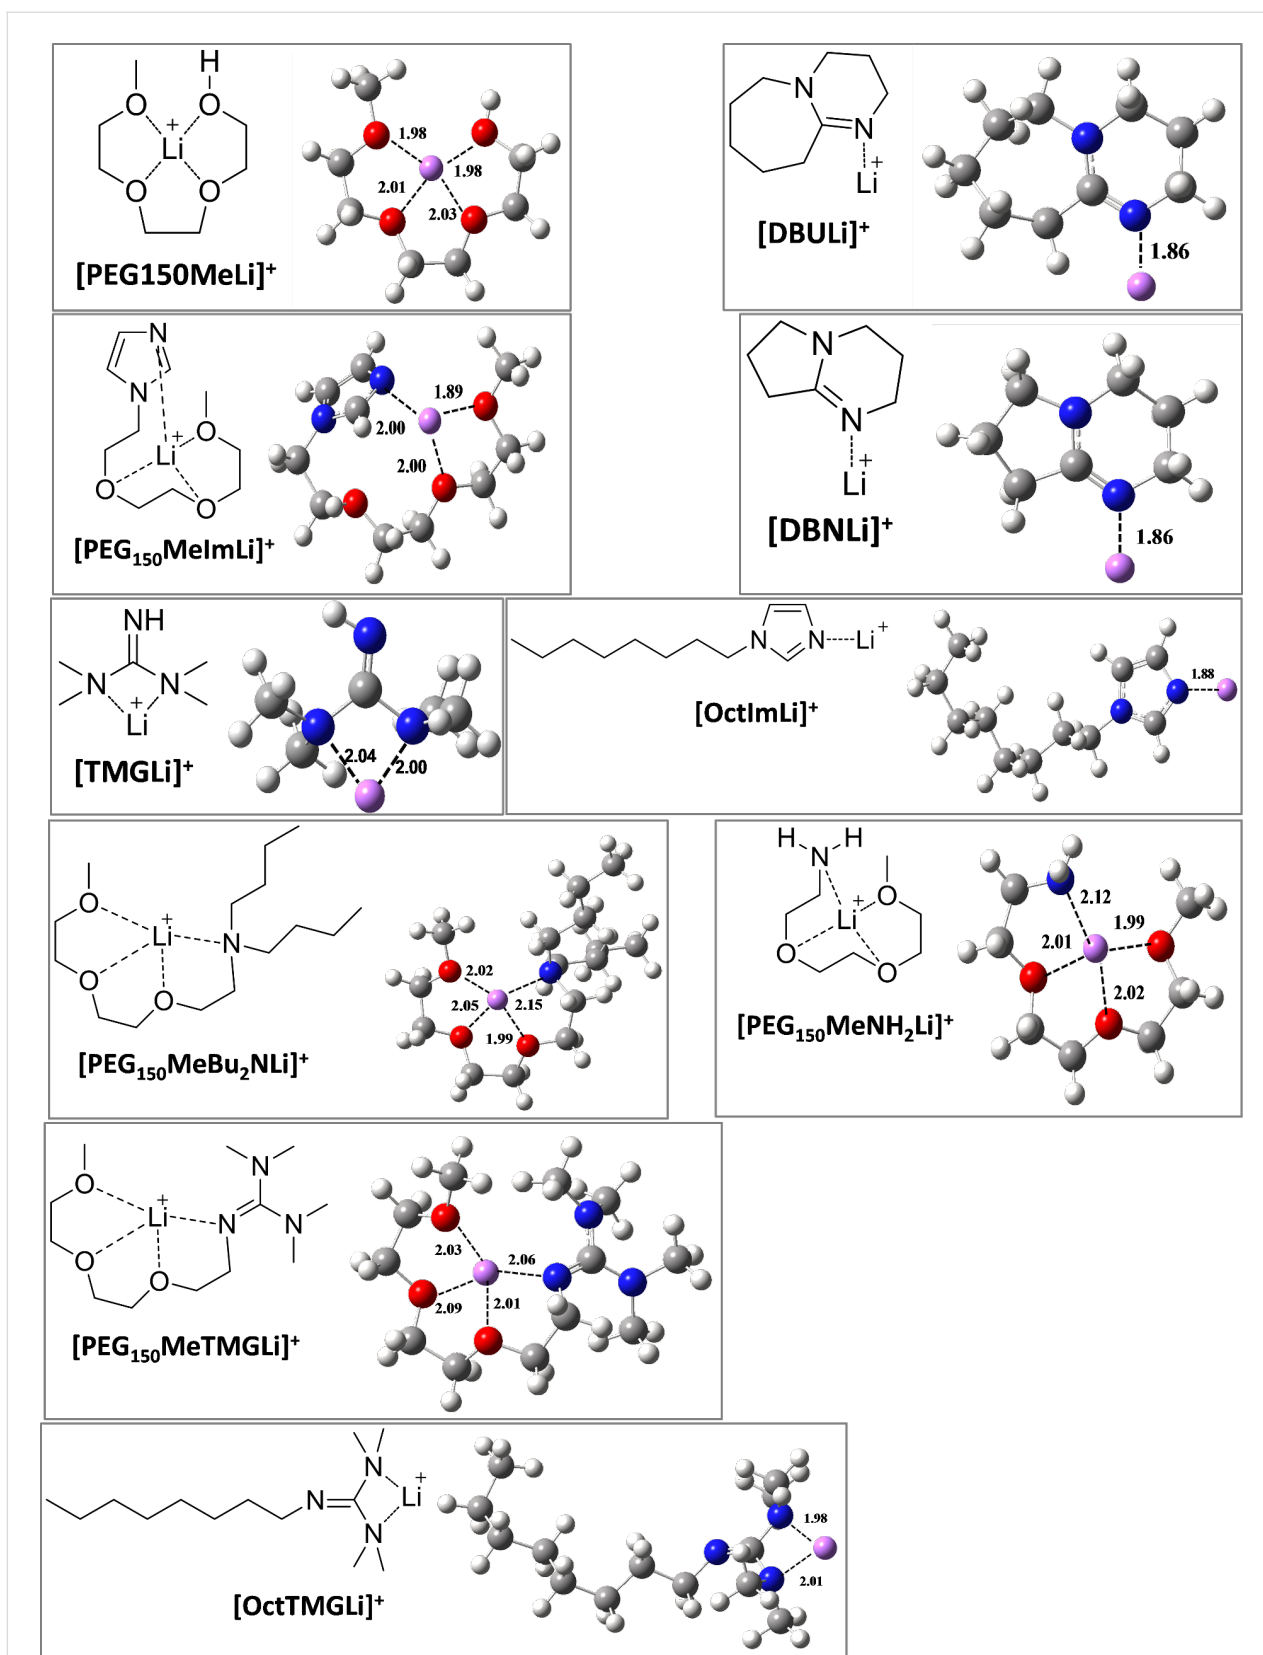 H
O
O
+
Li
O
O
1.98
1.98
2.01
2.03
[PEG150MeLi]⁺
N
N
+
Li
[DBULi]⁺
1.86
N
N
+
Li
O
O
O
1.89
2.00
2.00
[PEG₁₅₀MeImLi]⁺
N
N
+
Li
[DBNLi]⁺
1.86
NH
N
N
+
Li
[TMGLi]⁺
2.04
2.00
N
N
Li
+
[OctImLi]⁺
1.88
O
+
Li
N
O
O
[PEG₁₅₀MeBu₂NLi]⁺
2.02
2.05
2.15
1.99
H
H
N
O
+
Li
O
O
[PEG₁₅₀MeNH₂Li]⁺
2.12
1.99
2.01
2.02
O
+
Li
N
N
N
O
O
[PEG₁₅₀MeTMGLi]⁺
2.03
2.06
2.09
2.01
N
N
N
+
Li
[OctTMGLi]⁺
1.98
2.01